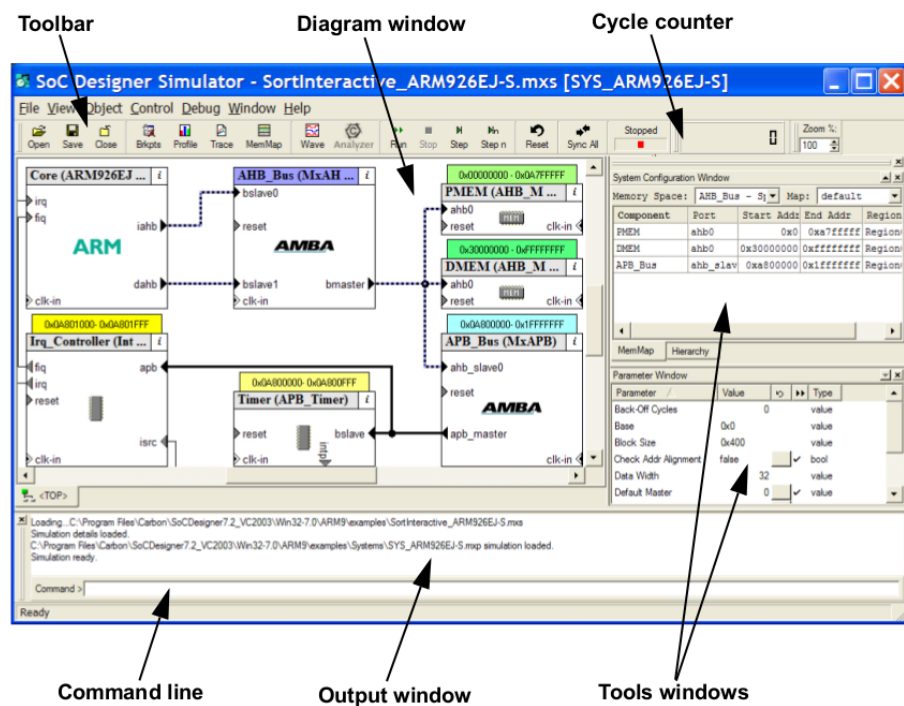 Toolbar
Diagram window
Cycle counter
SoC Designer Simulator - SortInteractive_ARM926EJ-S.mxs [SYS_ARM926EJ-S]
File View Object Control Debug Window Help
Open Save Close Brkpts Profile Trace MemMap Wave Analyzer Run Stop Step Step n Reset Sync All Stopped 0 Zoom %: 100
Core (ARM926EJ ... i
irq
fiq
iahb
ARM
dahb
clk-in
AHB_Bus (MxAH ... i
bslave0
reset
AMBA
bslave1 bmaster
clk-in
0x00000000 - 0x0A7FFFFF
PMEM (AHB_M ... i
ahb0
reset clk-in
0x30000000 - 0xFFFFFFFF
DMEM (AHB_M ... i
ahb0
reset clk-in
0x0A801000- 0x0A801FFF
Irq_Controller (Int ... i
fiq apb
irq
reset
isrc
clk-in
0x0A800000- 0x0A800FFF
Timer (APB_Timer) i
reset bslave
intp
clk-in
0x0A800000- 0x1FFFFFFF
APB_Bus (MxAPB) i
ahb_slave0
reset
AMBA
apb_master
clk-in
<TOP>
System Configuration Window
Memory Space: AHB_Bus - Sp Map: default
Component Port Start Addr End Addr Region
PMEM ahb0 0x0 0xa7fffff Region
DMEM ahb0 0x30000000 0xffffffff Region
APB_Bus ahb_slav 0xa800000 0x1fffffff Region
MemMap Hierarchy
Parameter Window
Parameter Value Type
Back-Off Cycles 0 value
Base 0x0 value
Block Size 0x400 value
Check Addr Alignment false bool
Data Width 32 value
Default Master 0 value
Loading...C:\Program Files\Carbon\SoCDesigner7.2_VC2003\Win32-7.0\ARM9\examples\SortInteractive_ARM926EJ-S.mxs
Simulation details loaded.
C:\Program Files\Carbon\SoCDesigner7.2_VC2003\Win32-7.0\ARM9\examples\Systems\SYS_ARM926EJ-S.mxp simulation loaded.
Simulation ready.
Command >
Ready
Command line
Output window
Tools windows